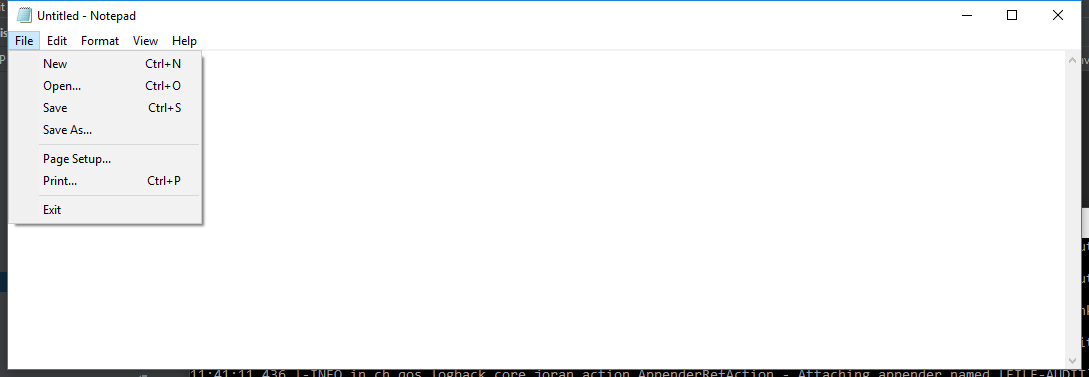 Untitled - Notepad
File Edit Format View Help
New Ctrl+N
Open... Ctrl+O
Save Ctrl+S
Save As...
Page Setup...
Print... Ctrl+P
Exit
11:41:11,436 |-INFO in ch.qos.logback.core.joran.action.AppenderRefAction - Attaching appender named [FILE-AUDIT